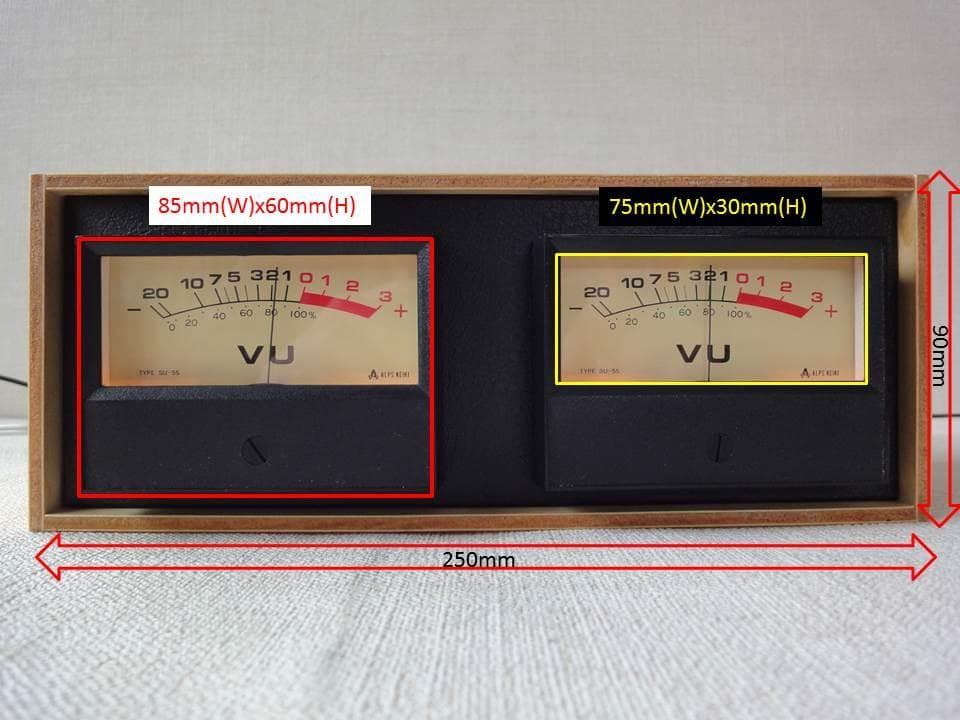 85mm(W)x60mm(H)
75mm(W)x30mm(H)
20 10 7 5 3 2 1 0 1 2 3
- +
0 20 40 60 80 100%
VU
TYPE SU-55
ALPS KEIKI
20 10 7 5 3 2 1 0 1 2 3
- +
0 20 40 60 80 100%
VU
TYPE SU-55
ALPS KEIKI
90mm
250mm